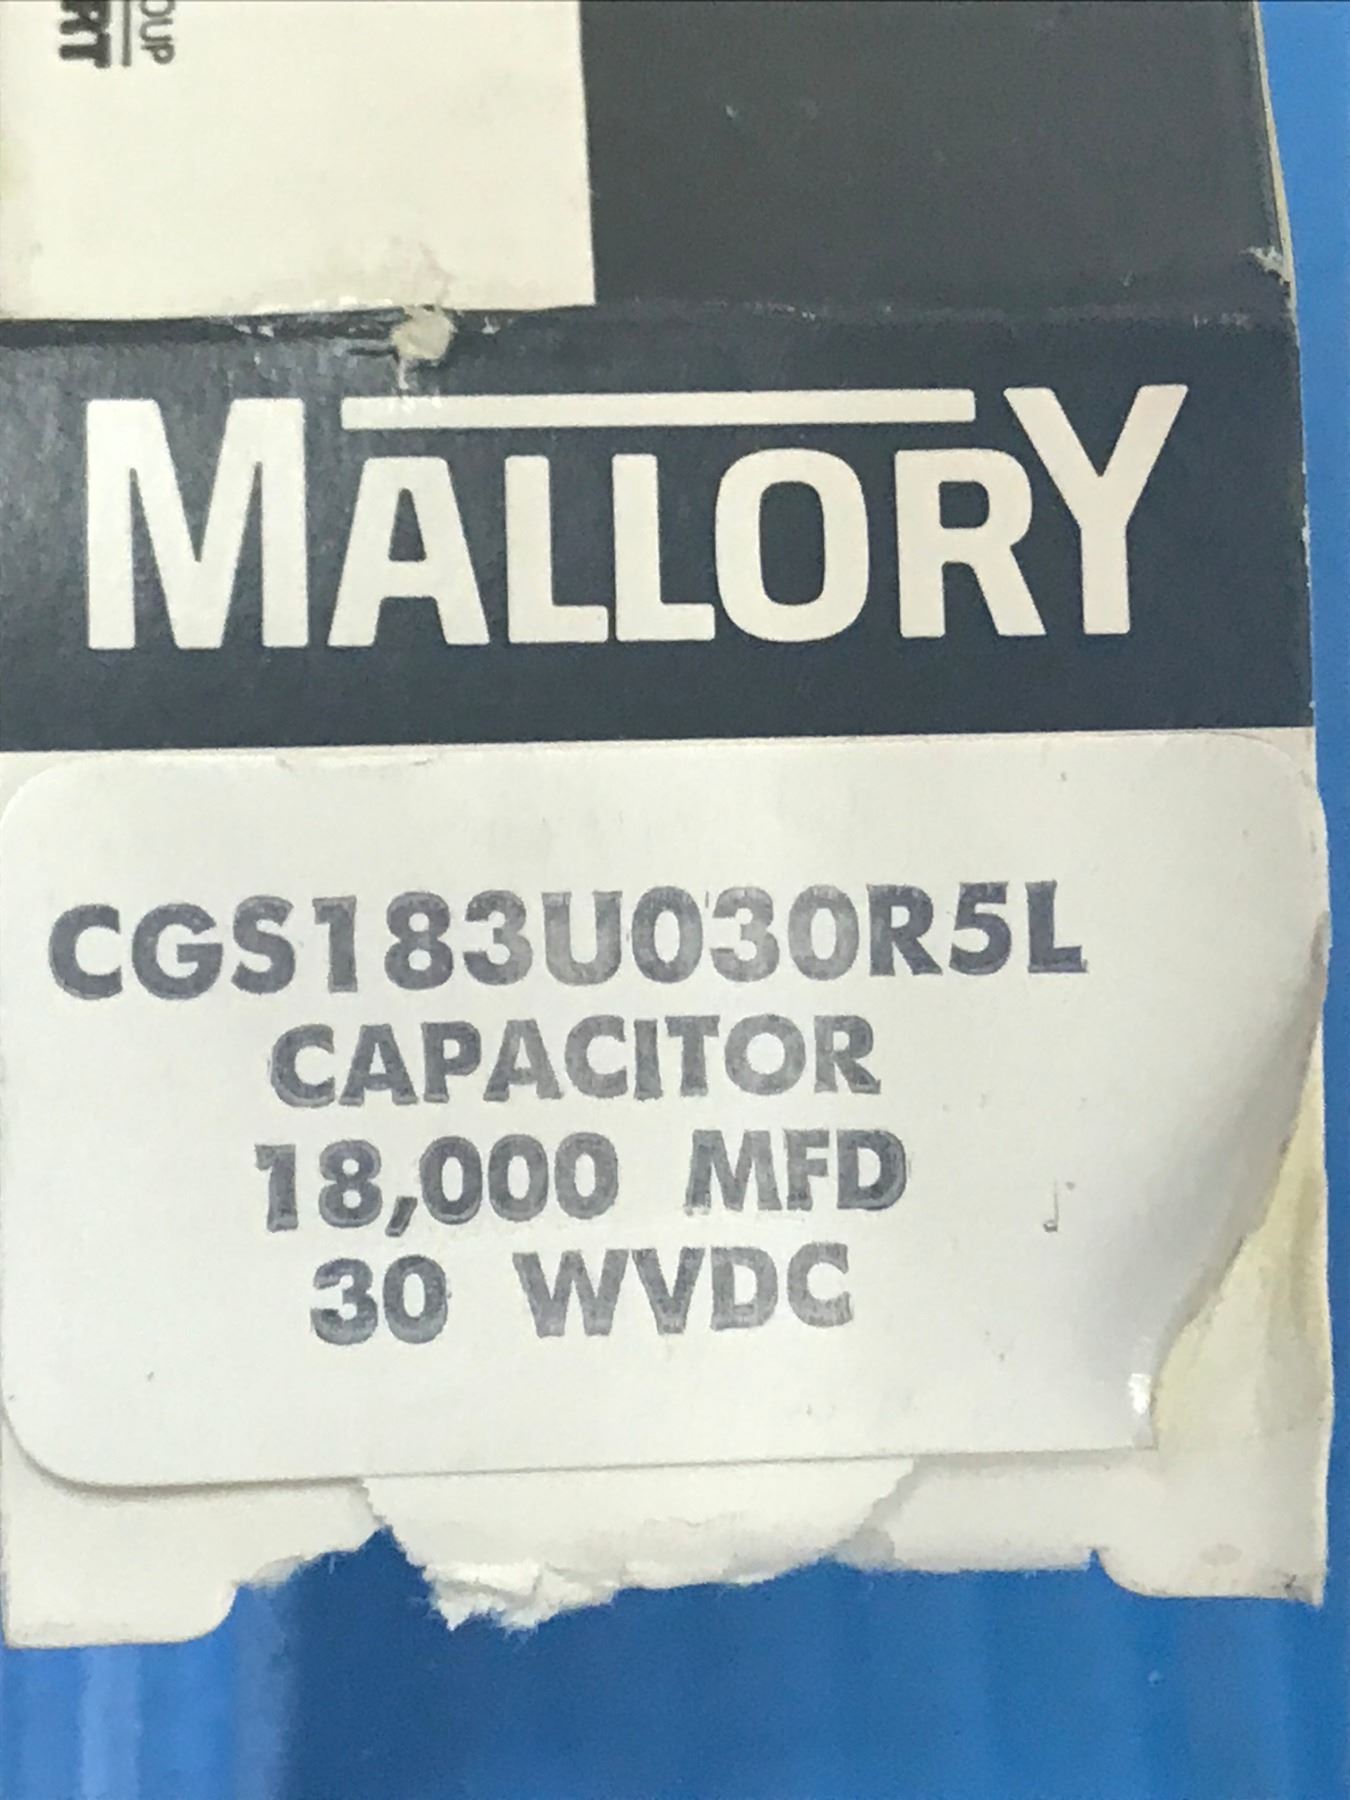 MALLORY
CGS183U030R5L
CAPACITOR
18,000 MFD
30 WVDC